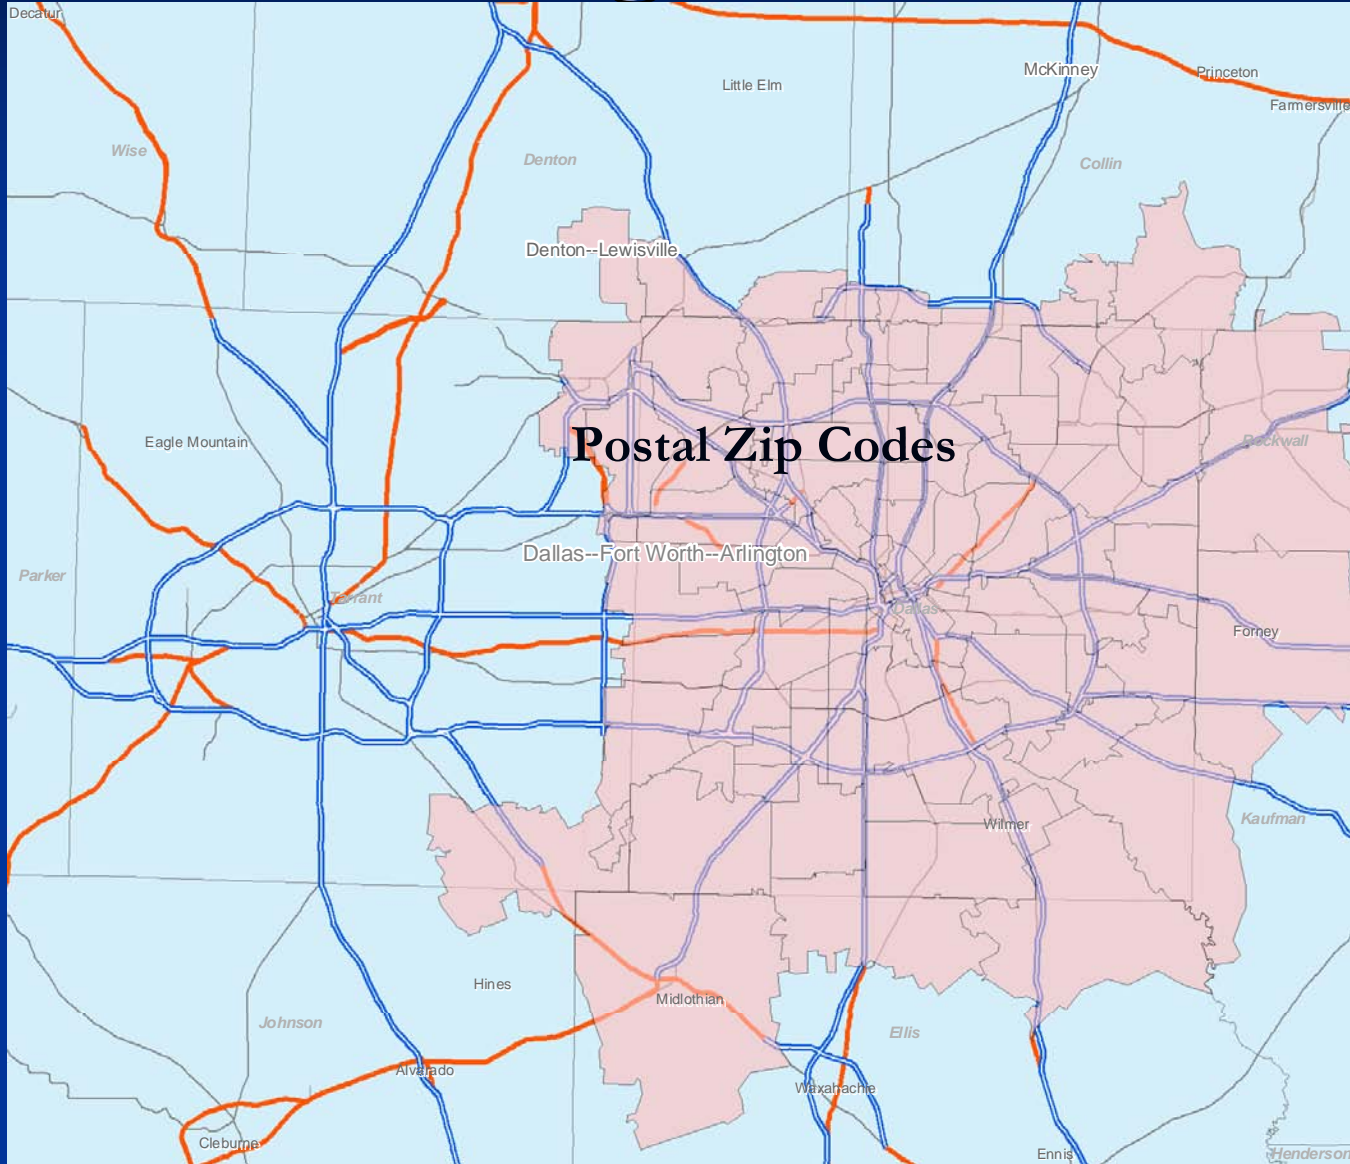 Decatur
McKinney
Princeton
Little Elm
Farmersville
Wise
Denton
Collin
Denton--Lewisville
Eagle Mountain
Postal Zip Codes
Rockwall
Dallas--Fort Worth--Arlington
Parker
Tarrant
Dallas
Forney
Wilmer
Kaufman
Hines
Midlothian
Johnson
Ellis
Alvarado
Waxahachie
Cleburne
Ennis
Henderson